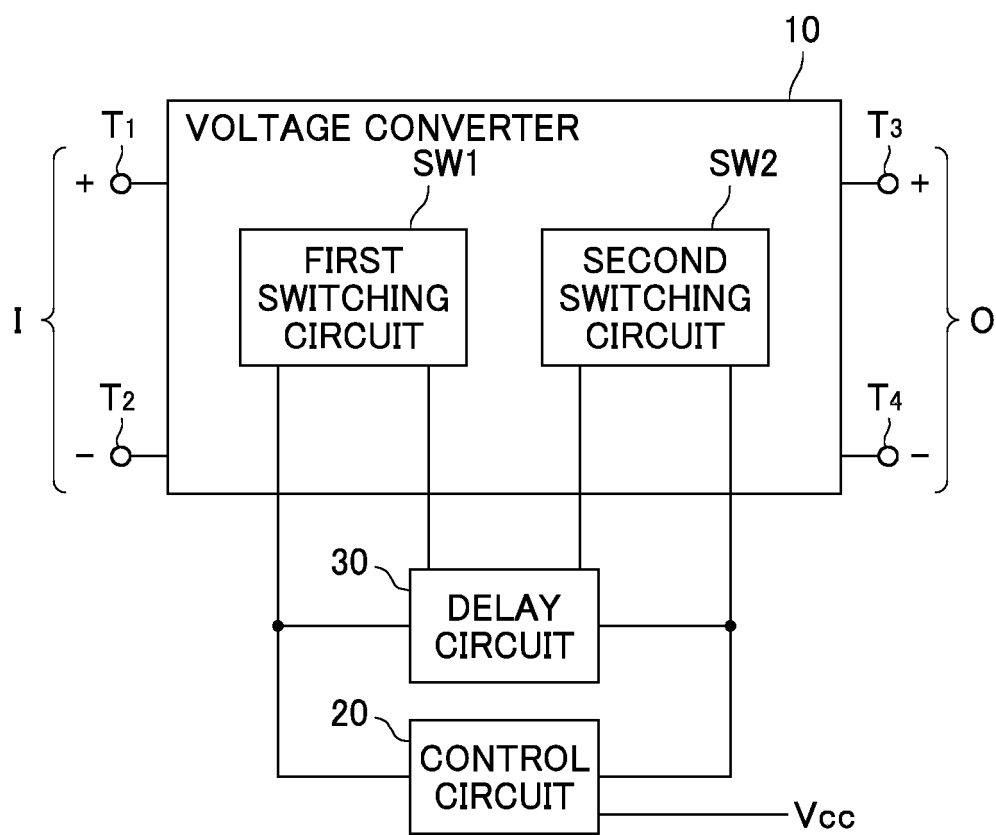 10
T1
VOLTAGE CONVERTER
T3
+
SW1
SW2
+
FIRST
SWITCHING
CIRCUIT
SECOND
SWITCHING
CIRCUIT
I
O
T2
T4
-
-
30
DELAY
CIRCUIT
20
CONTROL
CIRCUIT
Vcc